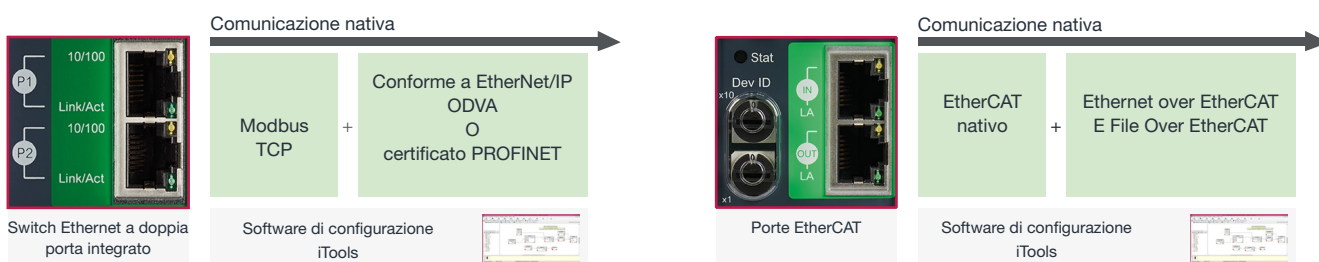 Comunicazione nativa
10/100
P1
Link/Act
10/100
P2
Link/Act
Modbus
TCP
+
Conforme a EtherNet/IP
ODVA
O
certificato PROFINET
Switch Ethernet a doppia
porta integrato
Software di configurazione
iTools
Comunicazione nativa
Stat
Dev ID
x10
IN
LA
OUT
LA
x1
EtherCAT
nativo
+
Ethernet over EtherCAT
E File Over EtherCAT
Porte EtherCAT
Software di configurazione
iTools